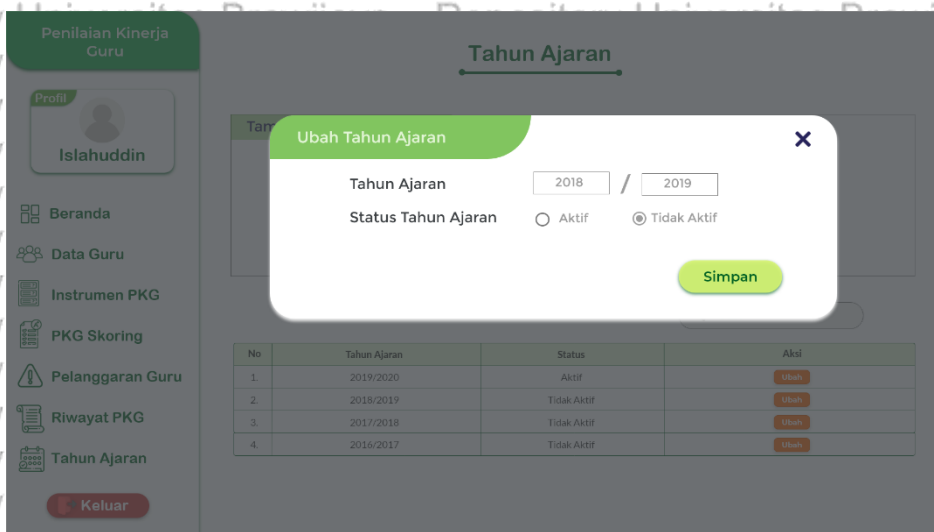 Penilaian Kinerja
Guru
Profil
Islahuddin
Beranda
Data Guru
Instrumen PKG
PKG Skoring
Pelanggaran Guru
Riwayat PKG
Tahun Ajaran
Keluar
Tahun Ajaran
Tam
Ubah Tahun Ajaran
Tahun Ajaran 2018 / 2019
Status Tahun Ajaran Aktif Tidak Aktif
Simpan
No Tahun Ajaran Status Aksi
1. 2019/2020 Aktif Ubah
2. 2018/2019 Tidak Aktif Ubah
3. 2017/2018 Tidak Aktif Ubah
4. 2016/2017 Tidak Aktif Ubah